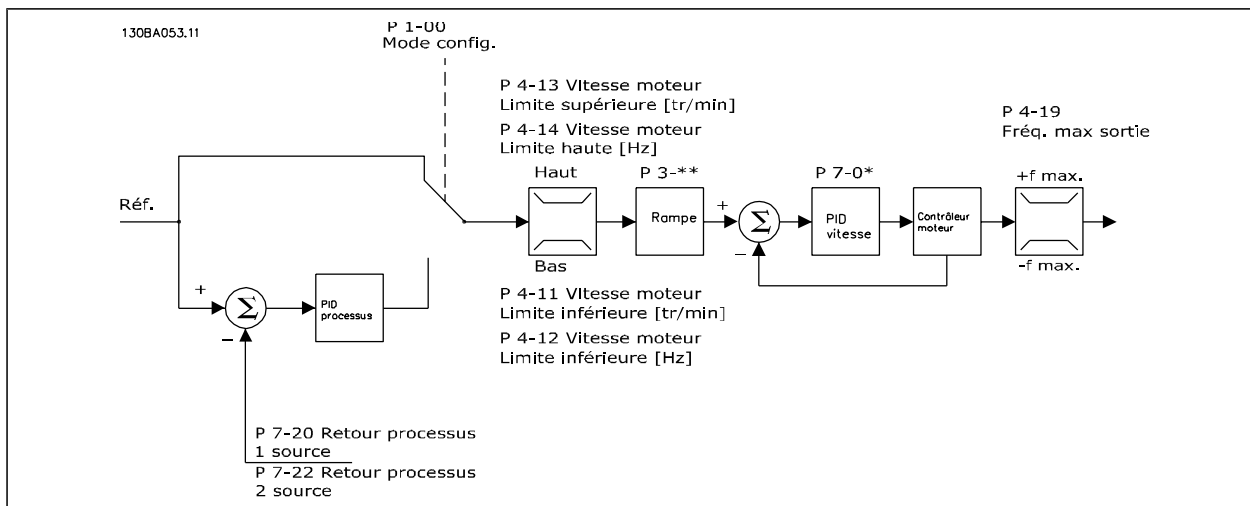 130BA053.11
P 1-00
Mode config.
P 4-13 Vitesse moteur
Limite supérieure [tr/min]
P 4-14 Vitesse moteur
Limite haute [Hz]
P 4-19
Fréq. max sortie
Haut
P 3-**
P 7-0*
+f max.
Réf.
Rampe
+
Σ
−
PID
vitesse
Contrôleur
moteur
Bas
-f max.
+
Σ
−
PID
processus
P 4-11 Vitesse moteur
Limite inférieure [tr/min]
P 4-12 Vitesse moteur
Limite inférieure [Hz]
P 7-20 Retour processus
1 source
P 7-22 Retour processus
2 source